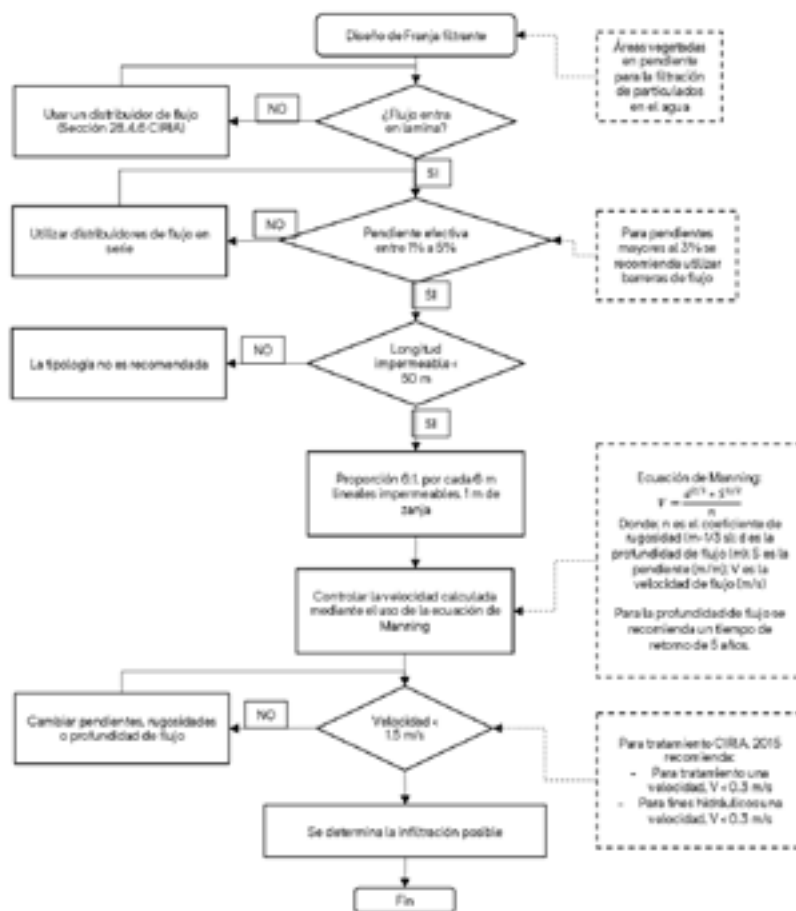 Diseño de Franja filtrante
Áreas vegetadas
en pendiente
para la filtración
de particulados
en el agua
Usar un distribuidor de flujo
(Sección 28.4.6 CIRIA)
NO
¿Flujo entra
en lamina?
SI
Utilizar distribuidores de flujo en
serie
NO
Pendiente efectiva
entre 1% a 5%
Para pendientes
mayores al 3% se
recomienda utilizar
barreras de flujo
SI
La tipología no es recomendada
NO
Longitud
impermeable <
50 m
SI
Proporción 6:1, por cada 6 m
lineales impermeables, 1 m de
zanja
Ecuación de Manning:
V = d^2/3 * S^1/2 / n
Donde; n es el coeficiente de
rugosidad (m-1/3 s); d es la
profundidad de flujo (m); S es la
pendiente (m/m); V es la
velocidad de flujo (m/s)
Para la profundidad de flujo se
recomienda un tiempo de
retorno de 5 años.
Controlar la velocidad calculada
mediante el uso de la ecuación de
Manning
Cambiar pendientes, rugosidades
o profundidad de flujo
NO
Velocidad <
1.5 m/s
Para tratamiento CIRIA, 2015
recomienda:
- Para tratamiento una
velocidad, V < 0.3 m/s
- Para fines hidráulicos una
velocidad, V < 0.3 m/s
Se determina la infiltración posible
Fin